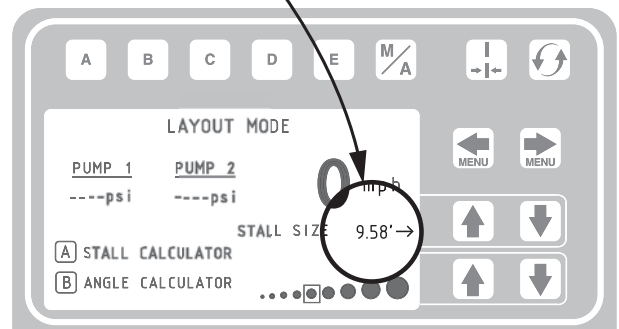 A B C D E M/A
LAYOUT MODE
PUMP 1 PUMP 2 0 mph
----psi ----psi
STALL SIZE 9.58'→
A STALL CALCULATOR
B ANGLE CALCULATOR
MENU MENU